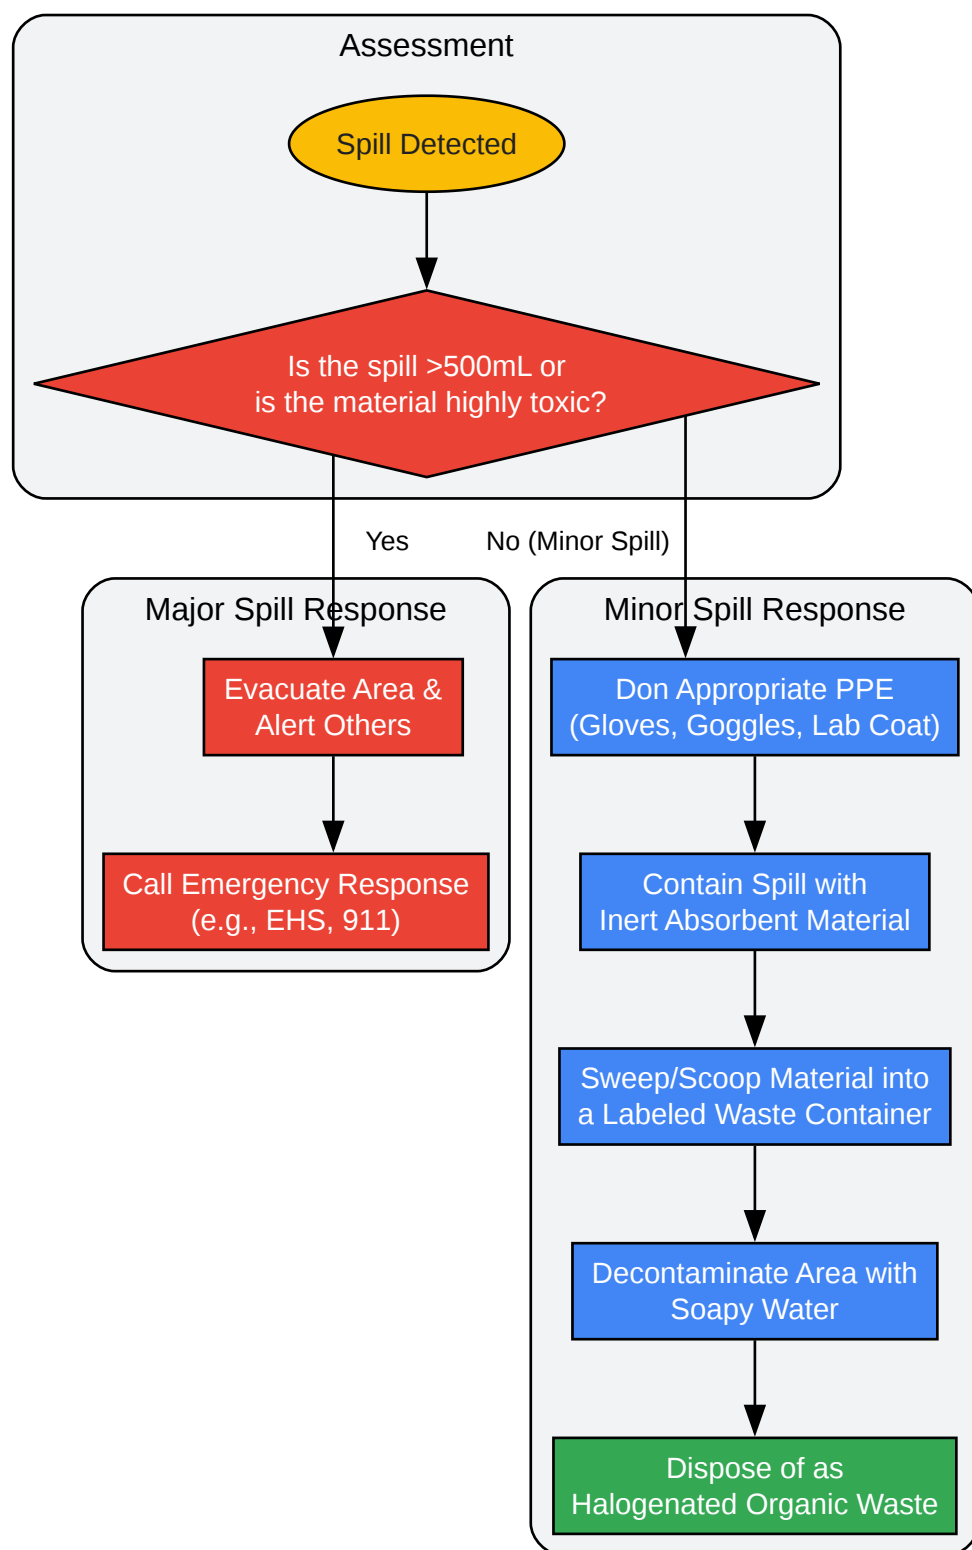 Assessment
Spill Detected
Is the spill >500mL or
is the material highly toxic?
Yes
No (Minor Spill)
Major Spill Response
Evacuate Area &
Alert Others
Call Emergency Response
(e.g., EHS, 911)
Minor Spill Response
Don Appropriate PPE
(Gloves, Goggles, Lab Coat)
Contain Spill with
Inert Absorbent Material
Sweep/Scoop Material into
a Labeled Waste Container
Decontaminate Area with
Soapy Water
Dispose of as
Halogenated Organic Waste